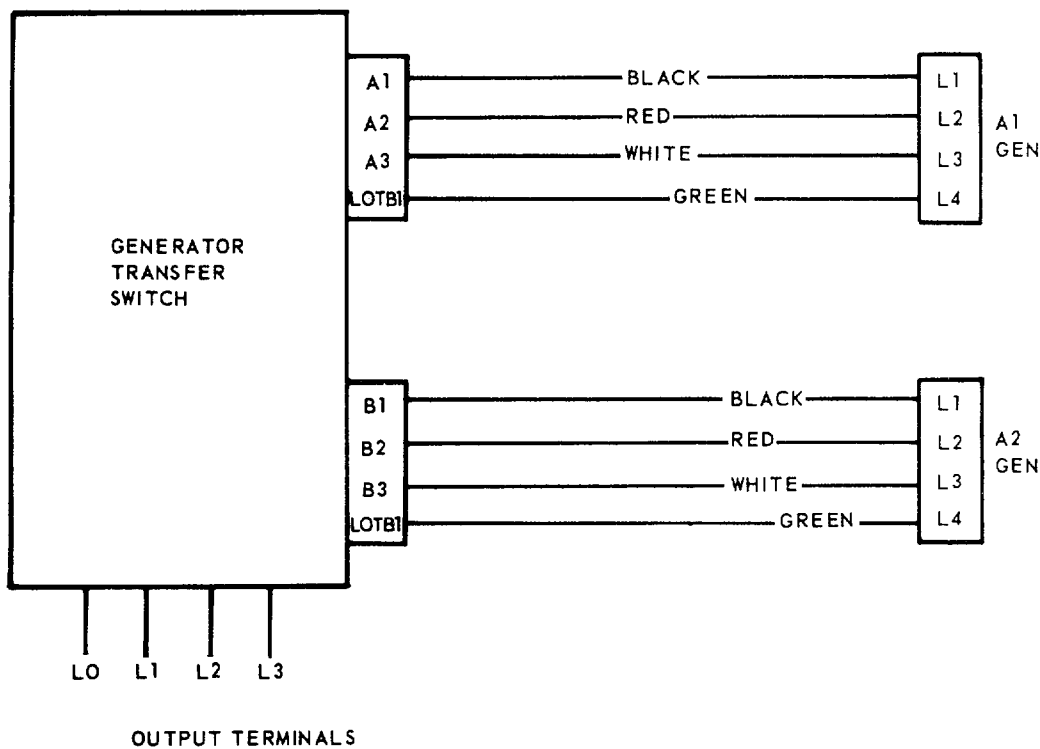 A1 BLACK L1
A2 RED L2
A3 WHITE L3
LOTB1 GREEN L4
A1
GEN
GENERATOR
TRANSFER
SWITCH
B1 BLACK L1
B2 RED L2
B3 WHITE L3
LOTB1 GREEN L4
A2
GEN
L0 L1 L2 L3
OUTPUT TERMINALS